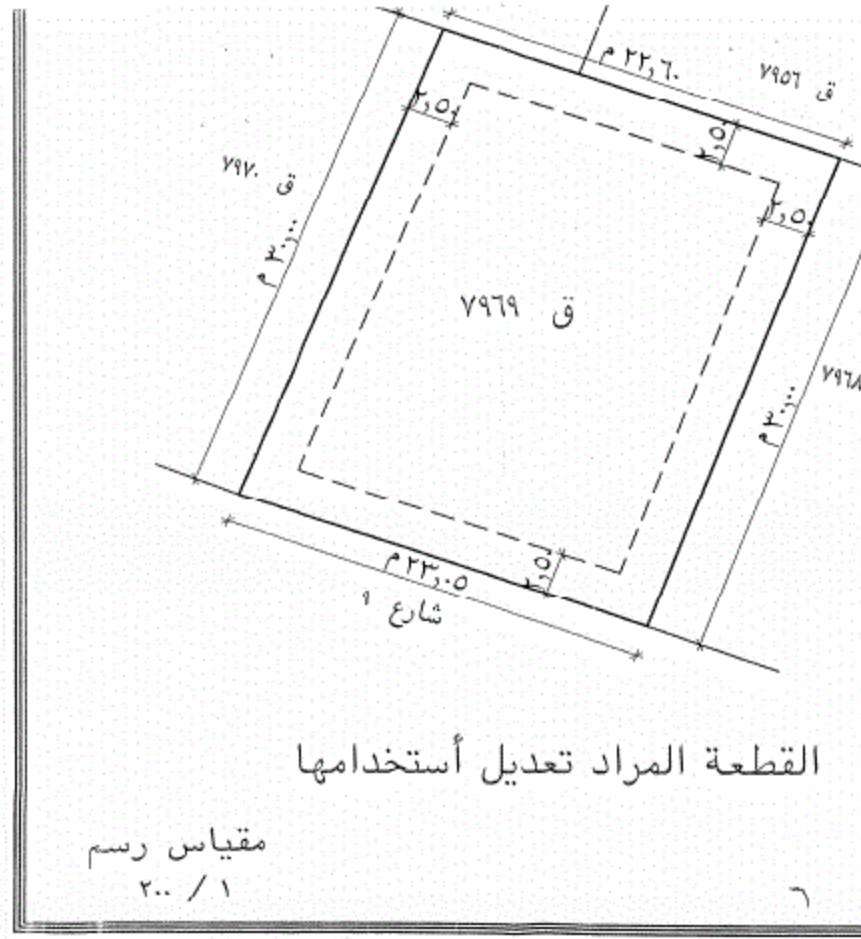 ٢٢,٦٠ م
ق ٧٩٥٦
٢,٥٠
٢,٥٠
٢,٥٠
ق ٧٩٧٠
٣٠,٠٠ م
ق ٧٩٦٩
٧٩٦٨
٣٠,٠٠ م
٢,٥٠
٢٣,٠٥ م
شارع ٩
القطعة المراد تعديل أستخدامها
مقياس رسم
١ / ٢٠٠
٦